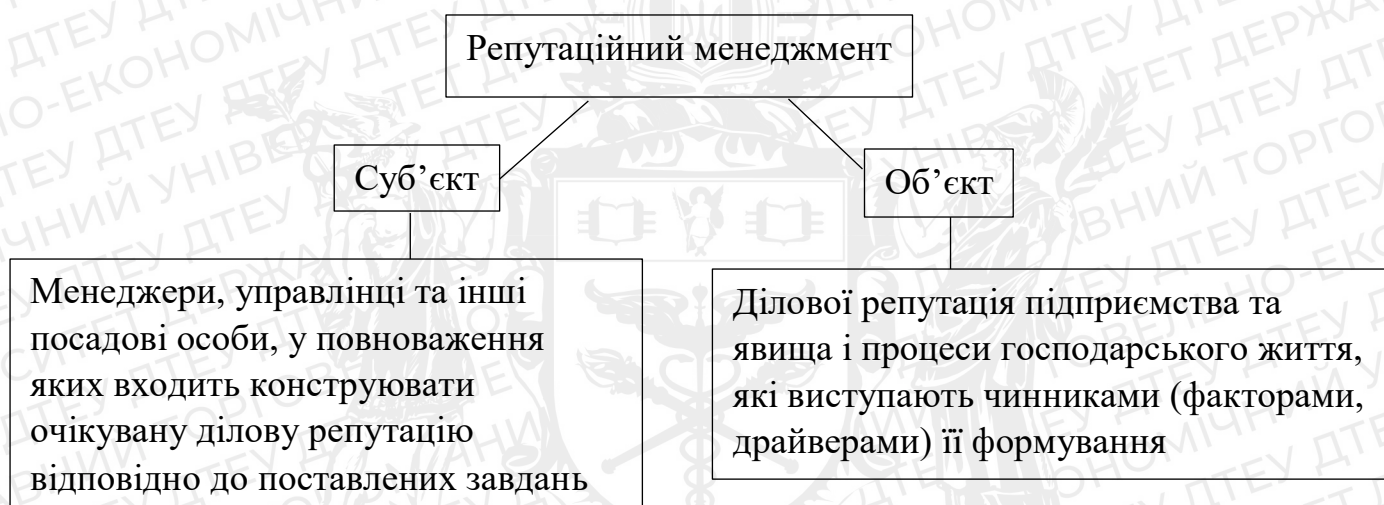 Репутаційний менеджмент
Суб’єкт
Об’єкт
Менеджери, управлінці та інші
посадові особи, у повноваження
яких входить конструювати
очікувану ділову репутацію
відповідно до поставлених завдань
Ділової репутація підприємства та
явища і процеси господарського життя,
які виступають чинниками (факторами,
драйверами) її формування